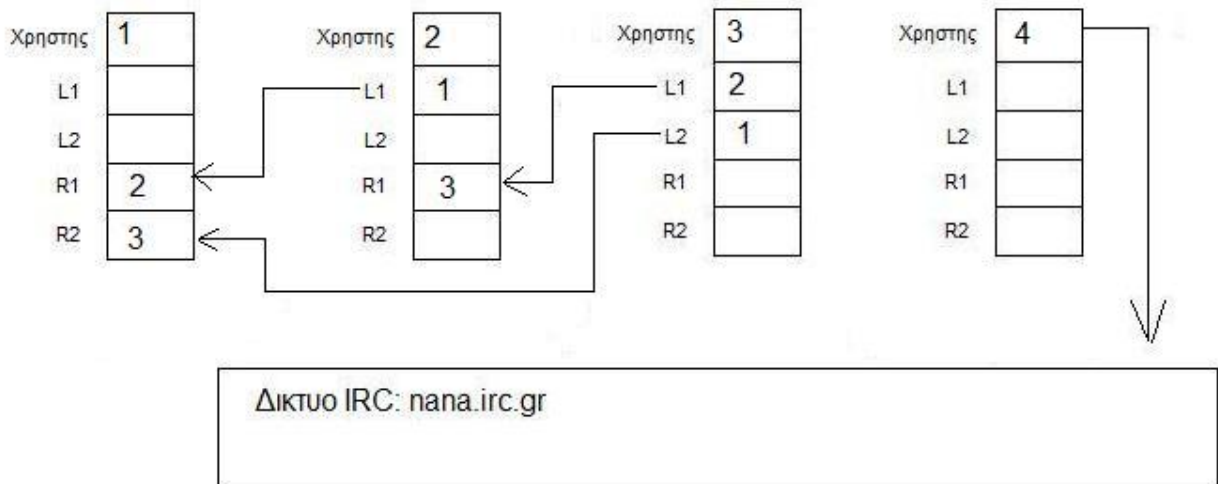 Χρηστης 1 Χρηστης 2 Χρηστης 3 Χρηστης 4
L1 L1 1 L1 2 L1
L2 L2 L2 1 L2
R1 2 R1 3 R1 R1
R2 3 R2 R2 R2
Δικτυο IRC: nana.irc.gr